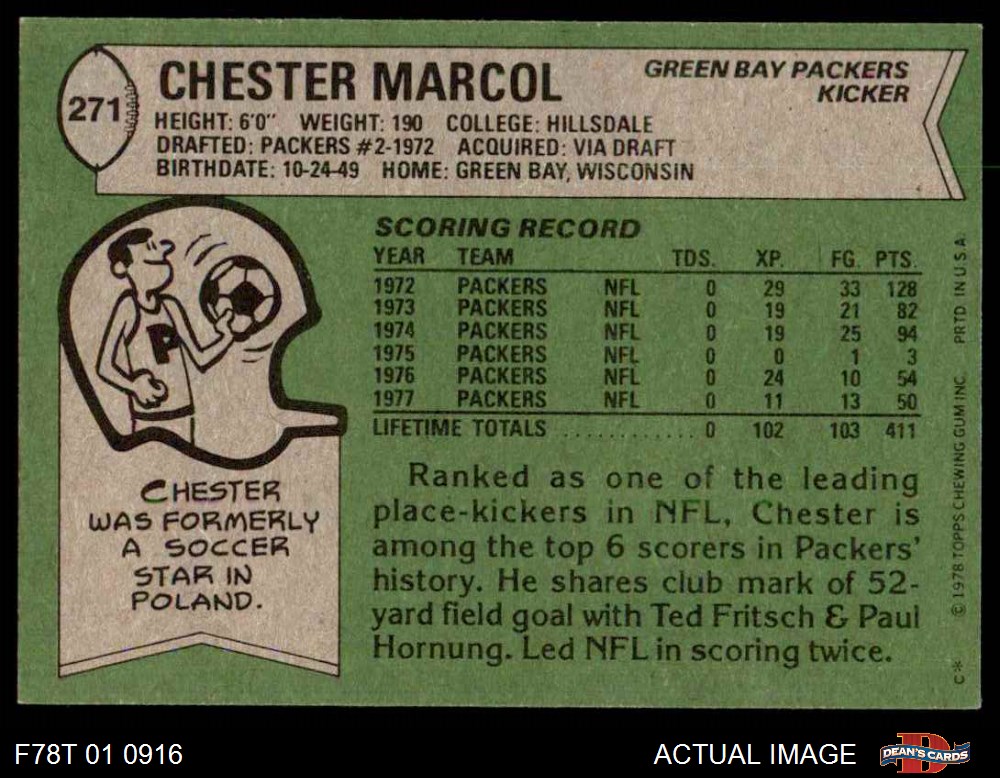 271
CHESTER MARCOL
GREEN BAY PACKERS
KICKER
HEIGHT: 6'0" WEIGHT: 190 COLLEGE: HILLSDALE
DRAFTED: PACKERS #2-1972 ACQUIRED: VIA DRAFT
BIRTHDATE: 10-24-49 HOME: GREEN BAY, WISCONSIN
P
CHESTER
WAS FORMERLY
A SOCCER
STAR IN
POLAND.
SCORING RECORD
YEAR TEAM TDS. XP. FG. PTS.
1972 PACKERS NFL 0 29 33 128
1973 PACKERS NFL 0 19 21 82
1974 PACKERS NFL 0 19 25 94
1975 PACKERS NFL 0 0 1 3
1976 PACKERS NFL 0 24 10 54
1977 PACKERS NFL 0 11 13 50
LIFETIME TOTALS ............ 0 102 103 411
Ranked as one of the leading
place-kickers in NFL, Chester is
among the top 6 scorers in Packers'
history. He shares club mark of 52-
yard field goal with Ted Fritsch & Paul
Hornung. Led NFL in scoring twice.
C* © 1978 TOPPS CHEWING GUM INC. PRTD IN U S A
F78T 01 0916
ACTUAL IMAGE
D
DEAN'S CARDS